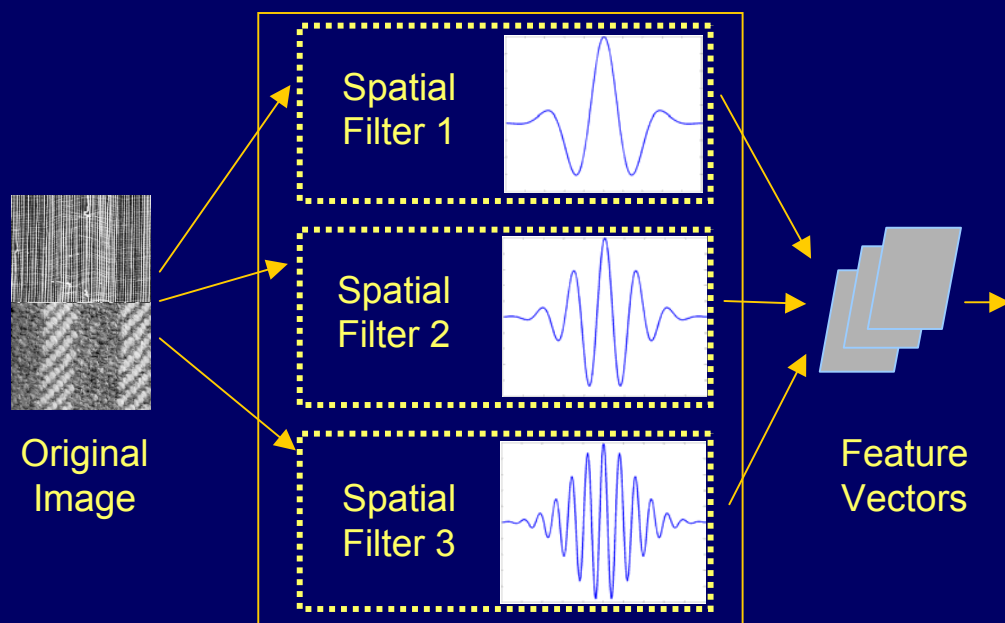 Spatial
Filter 1
Spatial
Filter 2
Original
Image
Spatial
Filter 3
Feature
Vectors